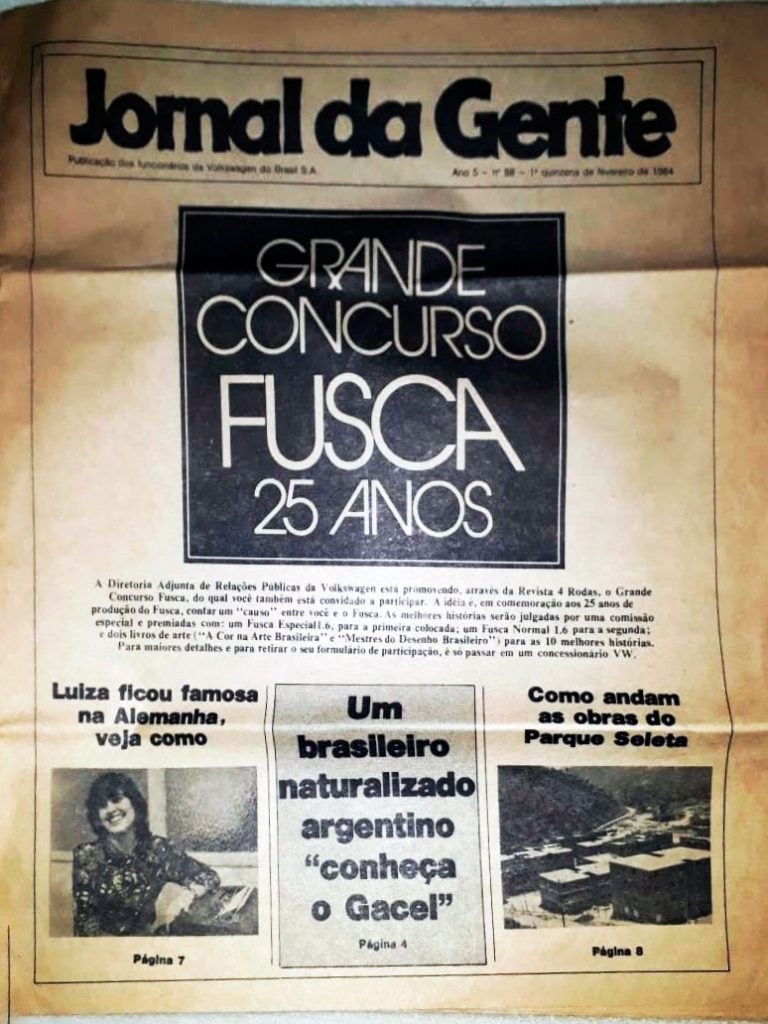 Jornal da Gente
Publicação dos funcionários da Volkswagen do Brasil S.A.
Ano 5 - nº 88 - 1ª quinzena de fevereiro de 1984
GRANDE
CONCURSO
FUSCA
25 ANOS
A Diretoria Adjunta de Relações Públicas da Volkswagen está promovendo, através da Revista 4 Rodas, o Grande
Concurso Fusca, do qual você também está convidado a participar. A idéia é, em comemoração aos 25 anos de
produção do Fusca, contar um "causo" entre você e o Fusca. As melhores histórias serão julgadas por uma comissão
especial e premiadas com: um Fusca Especial 1.6, para a primeira colocada; um Fusca Normal 1.6 para a segunda;
e dois livros de arte ("A Cor na Arte Brasileira" e "Mestres do Desenho Brasileiro") para as 10 melhores histórias.
Para maiores detalhes e para retirar o seu formulário de participação, é só passar em um concessionário VW.
Luiza ficou famosa
na Alemanha,
veja como
Página 7
Um
brasileiro
naturalizado
argentino
"conheça
o Gacel"
Página 4
Como andam
as obras do
Parque Seleta
Página 8